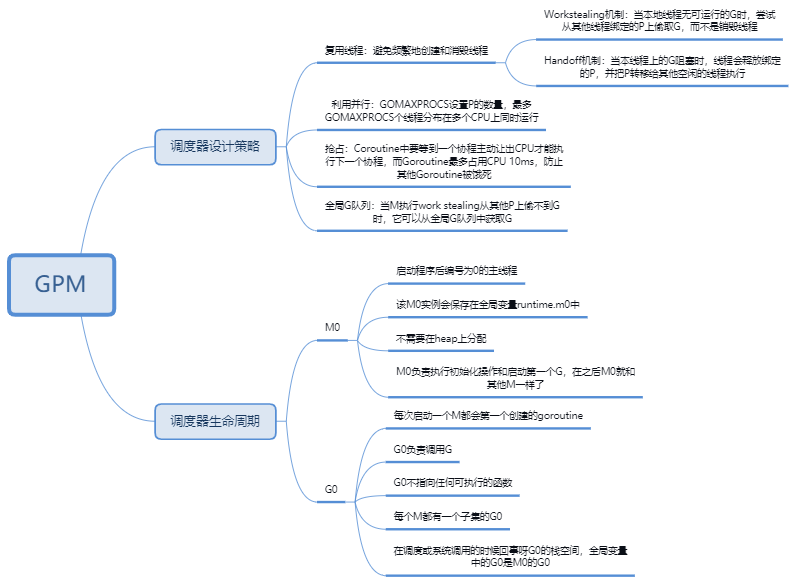 GPM
调度器设计策略
复用线程：避免频繁地创建和消毁线程
Workstealing机制：当本地线程无可运行的G时，尝试
从其他线程绑定的P上偷取G，而不是销毁线程
Handoff机制：当本线程上的G阻塞时，线程会释放绑定
的P，并把P转移给其他空闲的线程执行
利用并行：GOMAXPROCS设置P的数量，最多
GOMAXPROCS个线程分布在多个CPU上同时运行
抢占：Coroutine中要等到一个协程主动让出CPU才能执
行下一个协程，而Goroutine最多占用CPU 10ms，防止
其他Goroutine被饿死
全局G队列：当M执行work stealing从其他P上偷不到G
时，它可以从全局G队列中获取G
调度器生命周期
M0
启动程序后编号为0的主线程
该M0实例会保存在全局变量runtime.m0中
不需要在heap上分配
M0负责执行初始化操作和启动第一个G，在之后M0就和
其他M一样了
G0
每次启动一个M都会第一个创建的goroutine
G0负责调用G
G0不指向任何可执行的函数
每个M都有一个子集的G0
在调度或系统调用的时候回事呀G0的栈空间，全局变量
中的G0是M0的G0